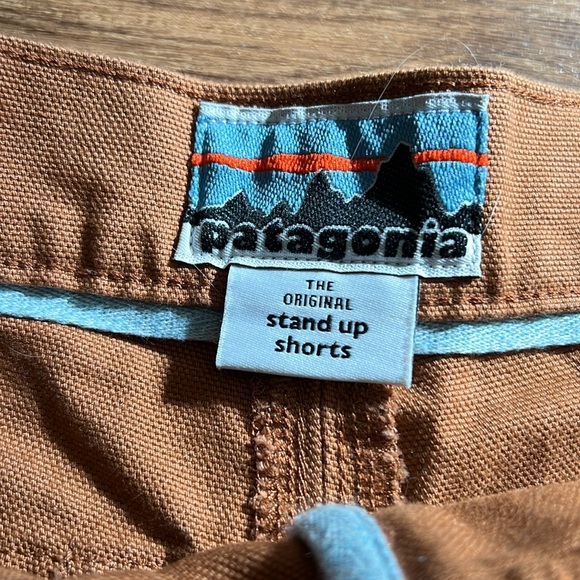 patagonia
THE
ORIGINAL
stand up
shorts